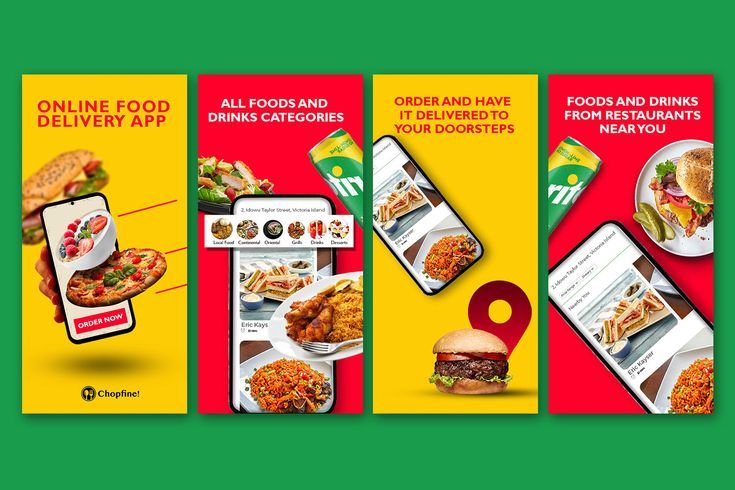 ONLINE FOOD
DELIVERY APP
ORDER NOW
Chopfine!
ALL FOODS AND
DRINKS CATEGORIES
2, Idowu Taylor Street, Victoria Island
Local Food Continental Oriental Grills Drinks Desserts
Eric Kays
ORDER AND HAVE
IT DELIVERED TO
YOUR DOORSTEPS
Eric Kayser
FOODS AND DRINKS
FROM RESTAURANTS
NEAR YOU
2, Idowu Taylor Street, Victoria Island
Nearby You
Eric Kayser